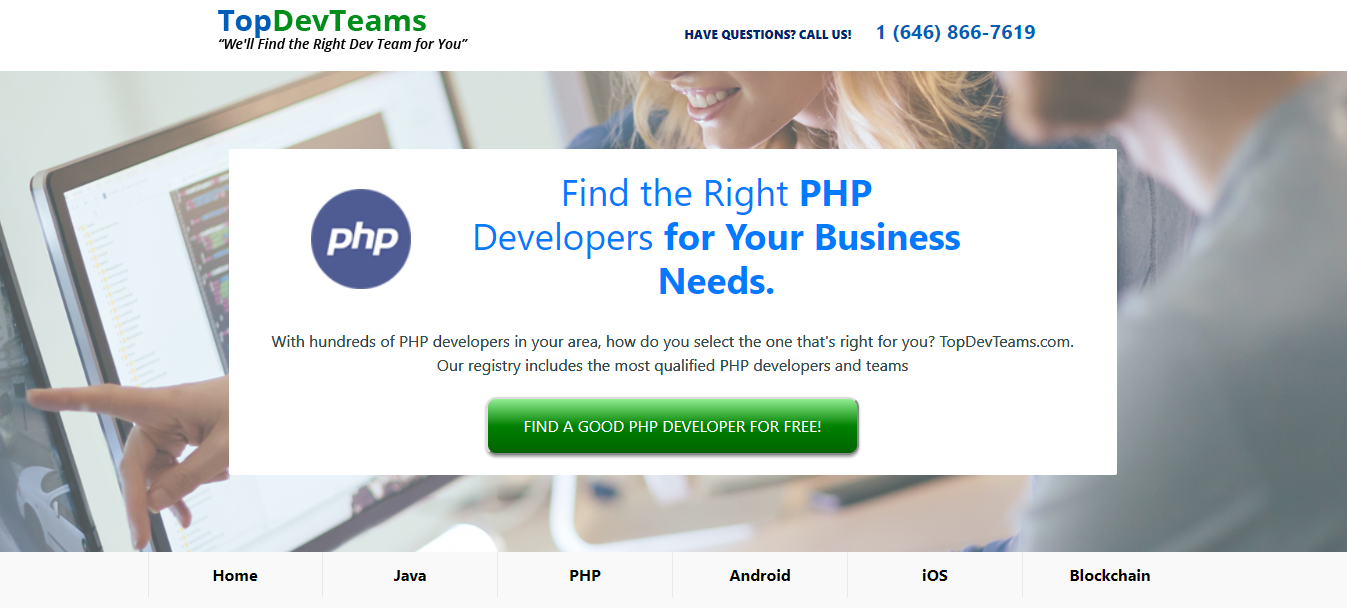 TopDevTeams
“We'll Find the Right Dev Team for You”
HAVE QUESTIONS? CALL US! 1 (646) 866-7619
php
Find the Right PHP
Developers for Your Business
Needs.
With hundreds of PHP developers in your area, how do you select the one that's right for you? TopDevTeams.com.
Our registry includes the most qualified PHP developers and teams
FIND A GOOD PHP DEVELOPER FOR FREE!
Home Java PHP Android iOS Blockchain